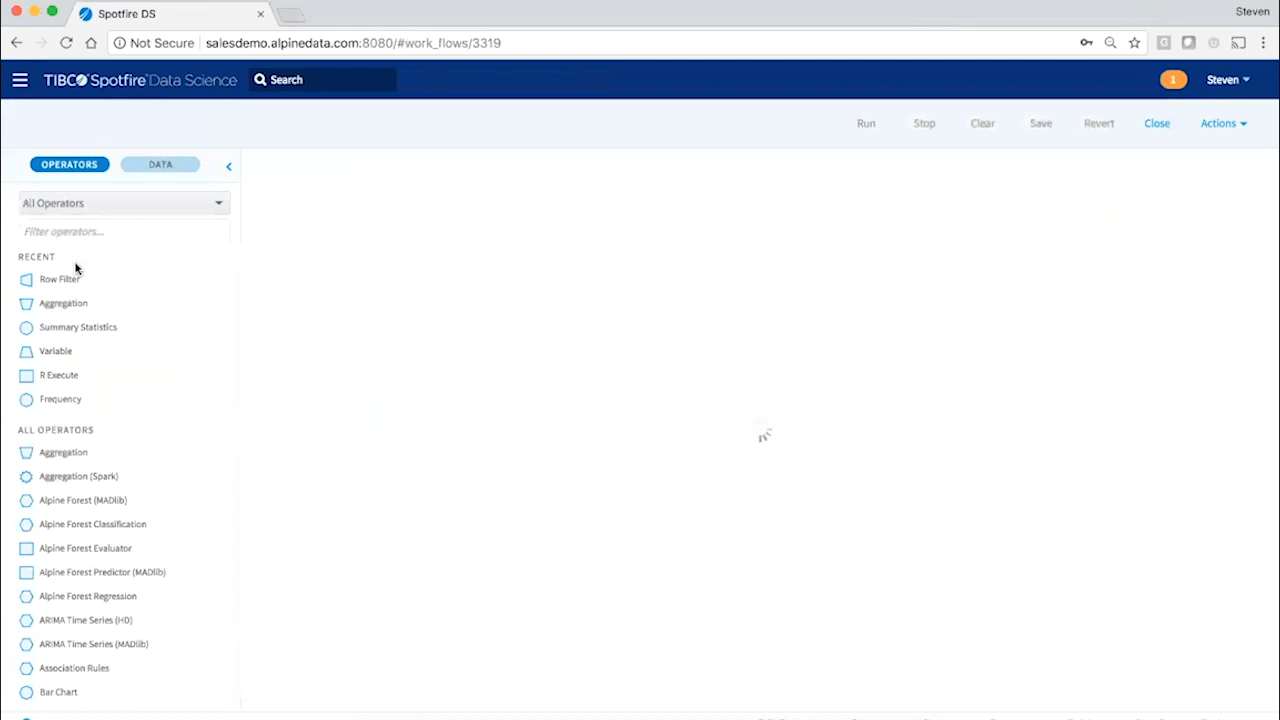 Spotfire DS
Steven
Not Secure salesdemo.alpinedata.com:8080/#work_flows/3319
TIBCO Spotfire Data Science
Search
1
Steven
Run
Stop
Clear
Save
Revert
Close
Actions
OPERATORS
DATA
All Operators
Filter operators...
RECENT
Row Filter
Aggregation
Summary Statistics
Variable
R Execute
Frequency
ALL OPERATORS
Aggregation
Aggregation (Spark)
Alpine Forest (MADlib)
Alpine Forest Classification
Alpine Forest Evaluator
Alpine Forest Predictor (MADlib)
Alpine Forest Regression
ARIMA Time Series (HD)
ARIMA Time Series (MADlib)
Association Rules
Bar Chart